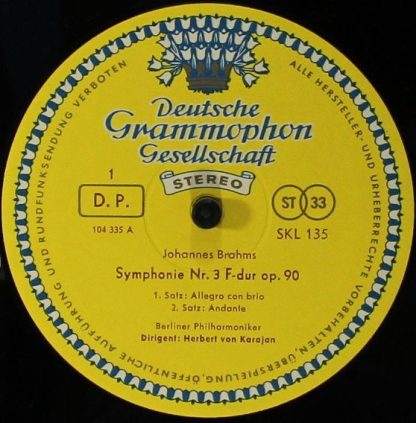 Deutsche
Grammophon
Gesellschaft
STEREO
1
D. P.
104 335 A
ST 33
SKL 135
Johannes Brahms
Symphonie Nr. 3 F-dur op. 90
1. Satz: Allegro con brio
2. Satz: Andante
Berliner Philharmoniker
Dirigent: Herbert von Karajan
ALLE HERSTELLER- UND URHEBERRECHTE VORBEHALTEN, ÜBERSPIELUNG, ÖFFENTLICHE AUFFÜHRUNG UND RUNDFUNKSENDUNG VERBOTEN